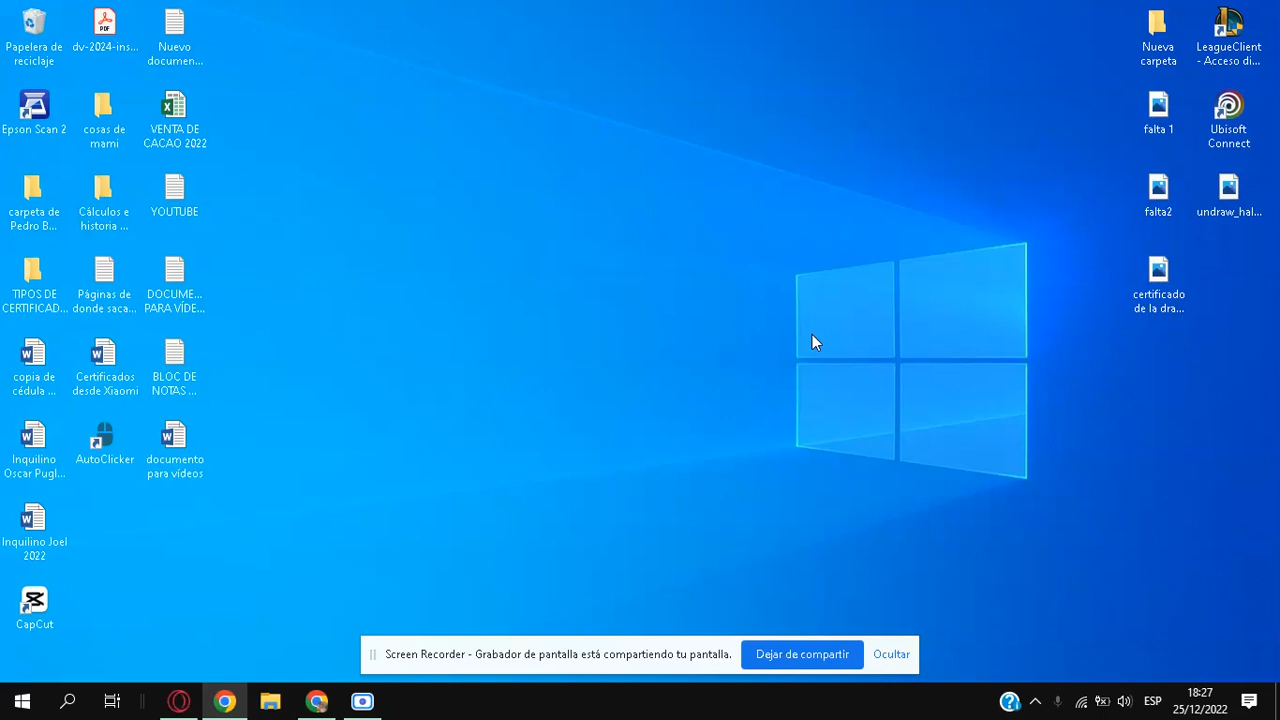 Papelera de
reciclaje
dv-2024-ins...
Nuevo
documen...
Epson Scan 2
cosas de
mami
VENTA DE
CACAO 2022
carpeta de
Pedro B...
Cálculos e
historia ...
YOUTUBE
TIPOS DE
CERTIFICAD...
Páginas de
donde saca...
DOCUME...
PARA VÍDE...
copia de
cédula ...
Certificados
desde Xiaomi
BLOC DE
NOTAS ...
Inquilino
Oscar Pugl...
AutoClicker
documento
para vídeos
Inquilino Joel
2022
CapCut
Nueva
carpeta
LeagueClient
- Acceso di...
falta 1
Ubisoft
Connect
falta2
undraw_hal...
certificado
de la dra...
Screen Recorder - Grabador de pantalla está compartiendo tu pantalla.
Dejar de compartir
Ocultar
ESP
18:27
25/12/2022